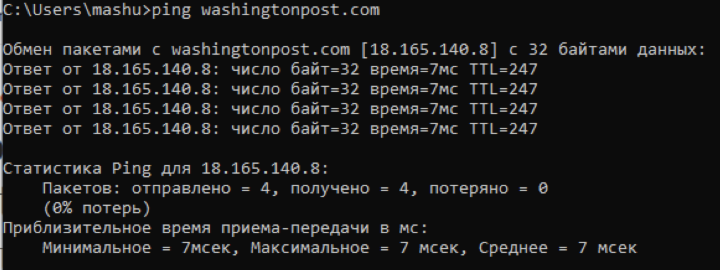 C:\Users\mashu>ping washingtonpost.com
Обмен пакетами с washingtonpost.com [18.165.140.8] с 32 байтами данных:
Ответ от 18.165.140.8: число байт=32 время=7мс TTL=247
Ответ от 18.165.140.8: число байт=32 время=7мс TTL=247
Ответ от 18.165.140.8: число байт=32 время=7мс TTL=247
Ответ от 18.165.140.8: число байт=32 время=7мс TTL=247
Статистика Ping для 18.165.140.8:
Пакетов: отправлено = 4, получено = 4, потеряно = 0
(0% потерь)
Приблизительное время приема-передачи в мс:
Минимальное = 7мсек, Максимальное = 7 мсек, Среднее = 7 мсек